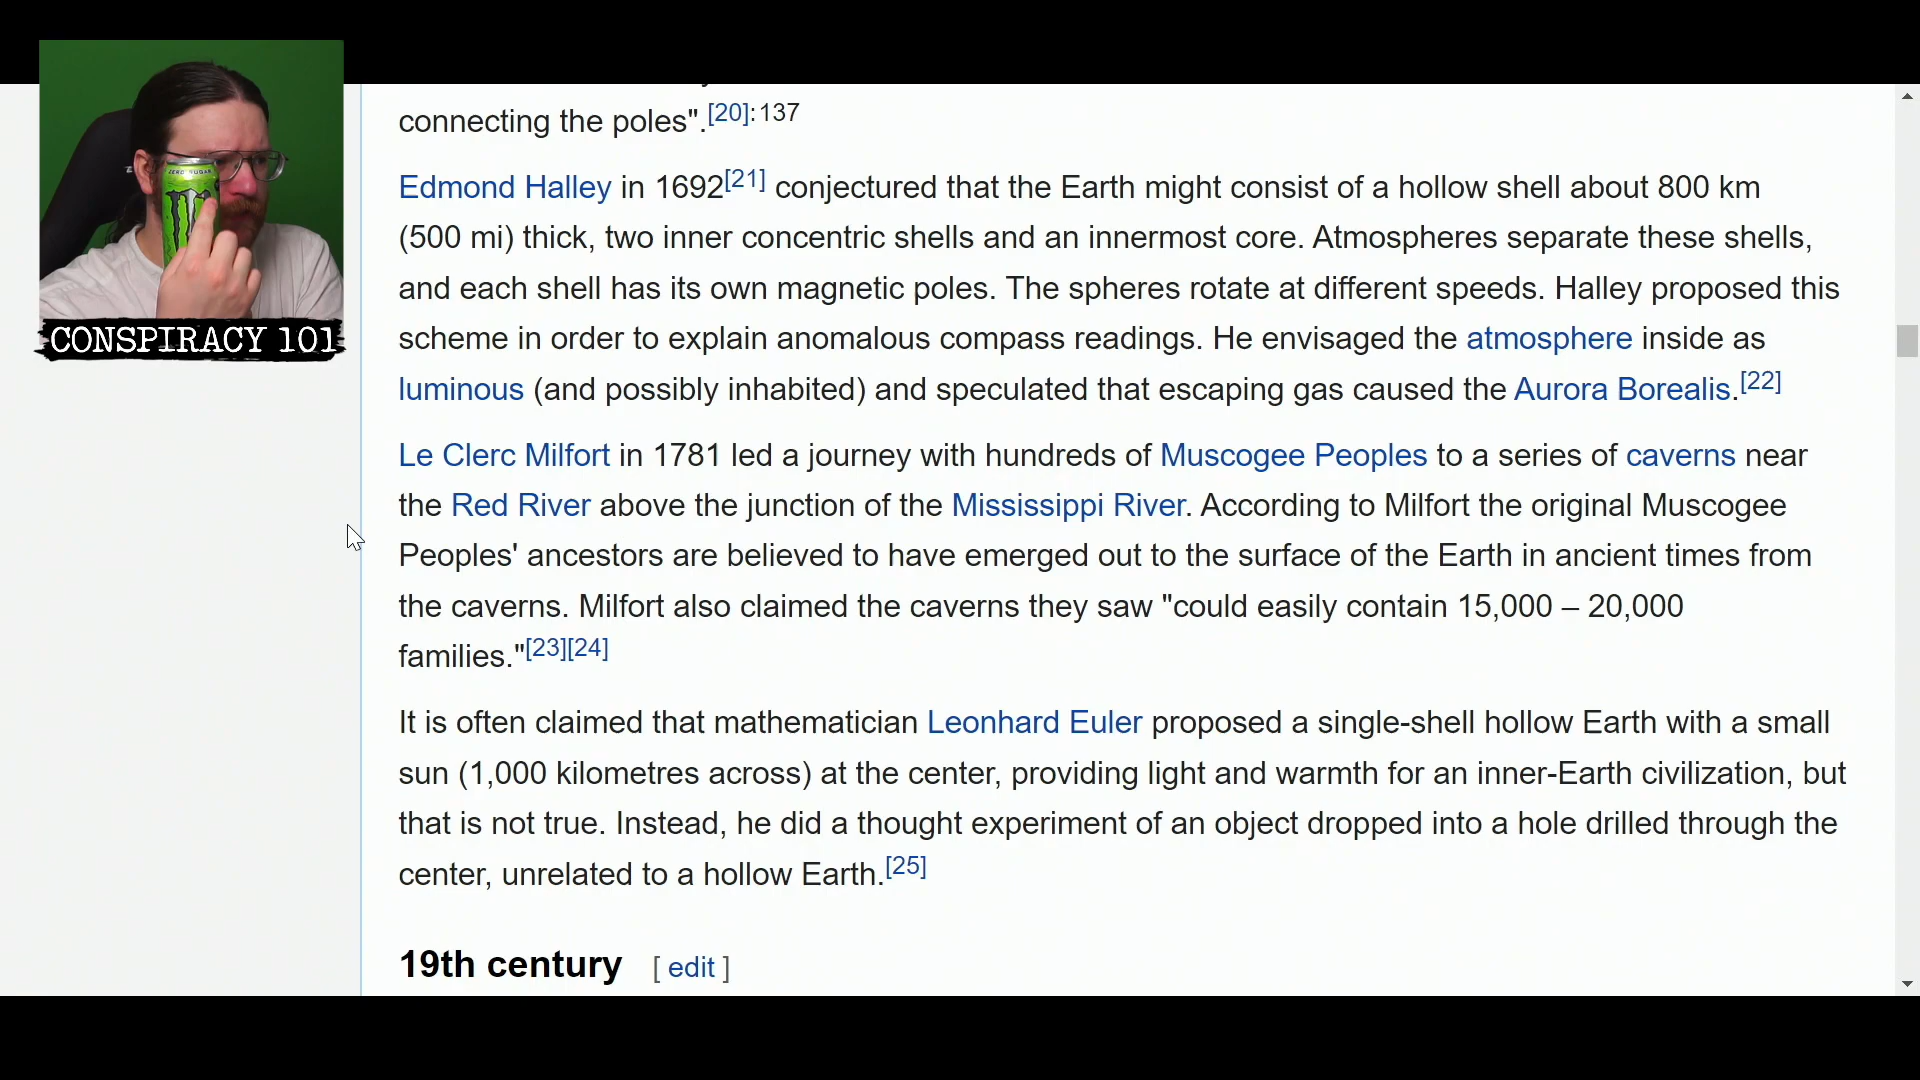 ZERO SUGAR
CONSPIRACY 101
connecting the poles".[20]:137
Edmond Halley in 1692[21] conjectured that the Earth might consist of a hollow shell about 800 km
(500 mi) thick, two inner concentric shells and an innermost core. Atmospheres separate these shells,
and each shell has its own magnetic poles. The spheres rotate at different speeds. Halley proposed this
scheme in order to explain anomalous compass readings. He envisaged the atmosphere inside as
luminous (and possibly inhabited) and speculated that escaping gas caused the Aurora Borealis.[22]
Le Clerc Milfort in 1781 led a journey with hundreds of Muscogee Peoples to a series of caverns near
the Red River above the junction of the Mississippi River. According to Milfort the original Muscogee
Peoples' ancestors are believed to have emerged out to the surface of the Earth in ancient times from
the caverns. Milfort also claimed the caverns they saw "could easily contain 15,000 – 20,000
families."[23][24]
It is often claimed that mathematician Leonhard Euler proposed a single-shell hollow Earth with a small
sun (1,000 kilometres across) at the center, providing light and warmth for an inner-Earth civilization, but
that is not true. Instead, he did a thought experiment of an object dropped into a hole drilled through the
center, unrelated to a hollow Earth.[25]
19th century [ edit ]